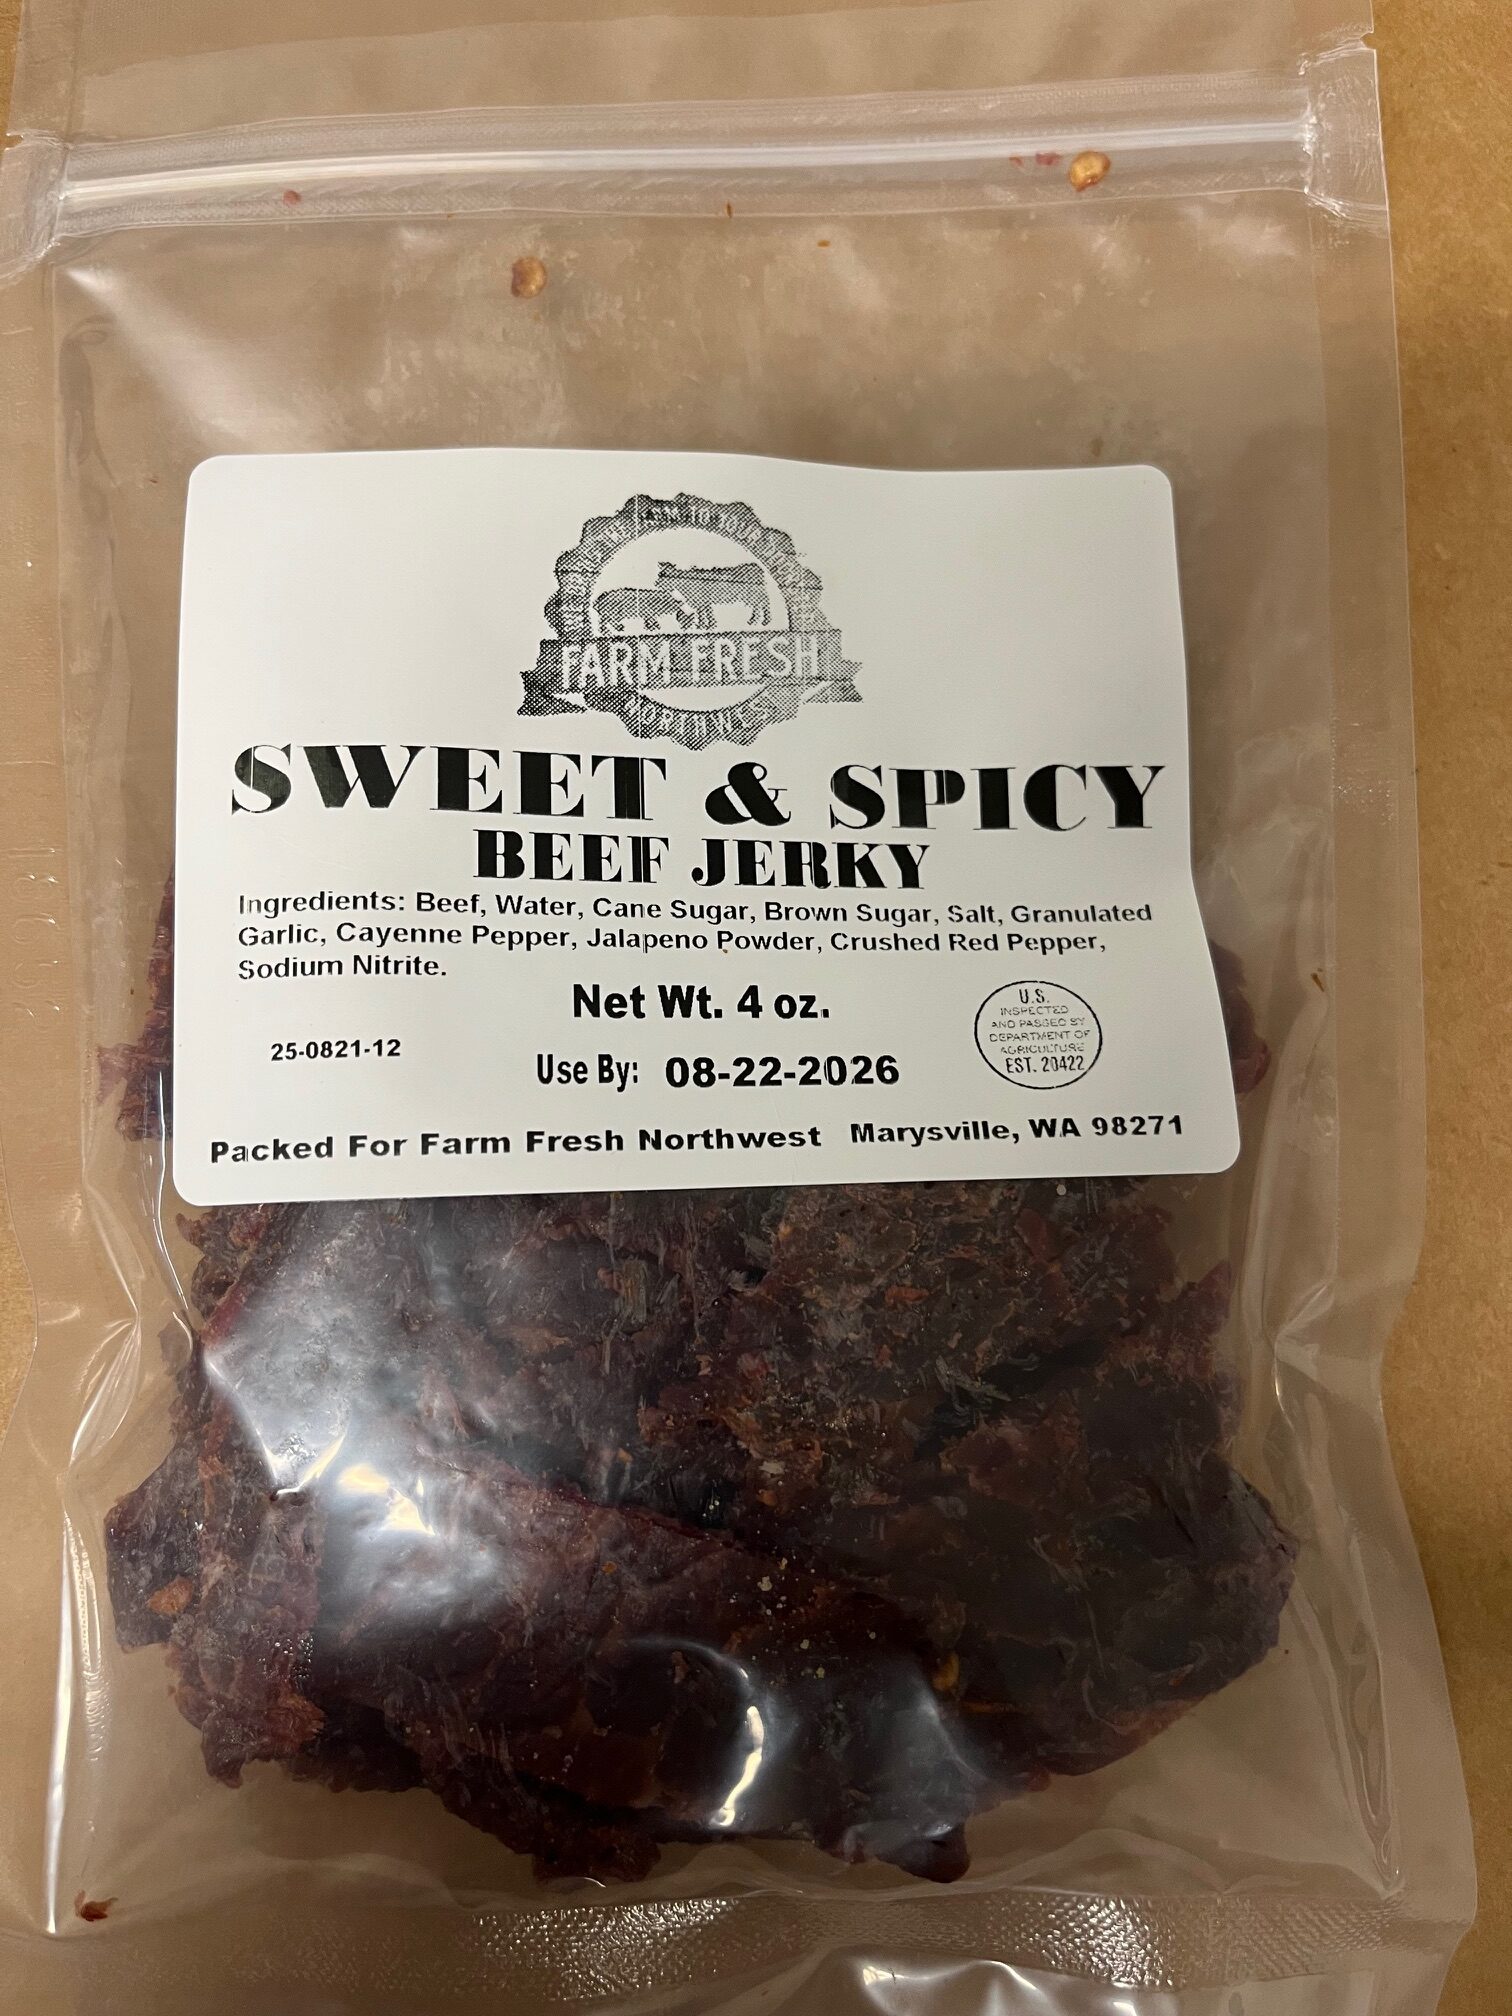 FARM FRESH
NORTHWEST
SWEET & SPICY
BEEF JERKY
Ingredients: Beef, Water, Cane Sugar, Brown Sugar, Salt, Granulated
Garlic, Cayenne Pepper, Jalapeno Powder, Crushed Red Pepper,
Sodium Nitrite.
Net Wt. 4 oz.
25-0821-12
Use By: 08-22-2026
U.S.
INSPECTED
AND PASSED BY
DEPARTMENT OF
AGRICULTURE
EST. 20422
Packed For Farm Fresh Northwest Marysville, WA 98271